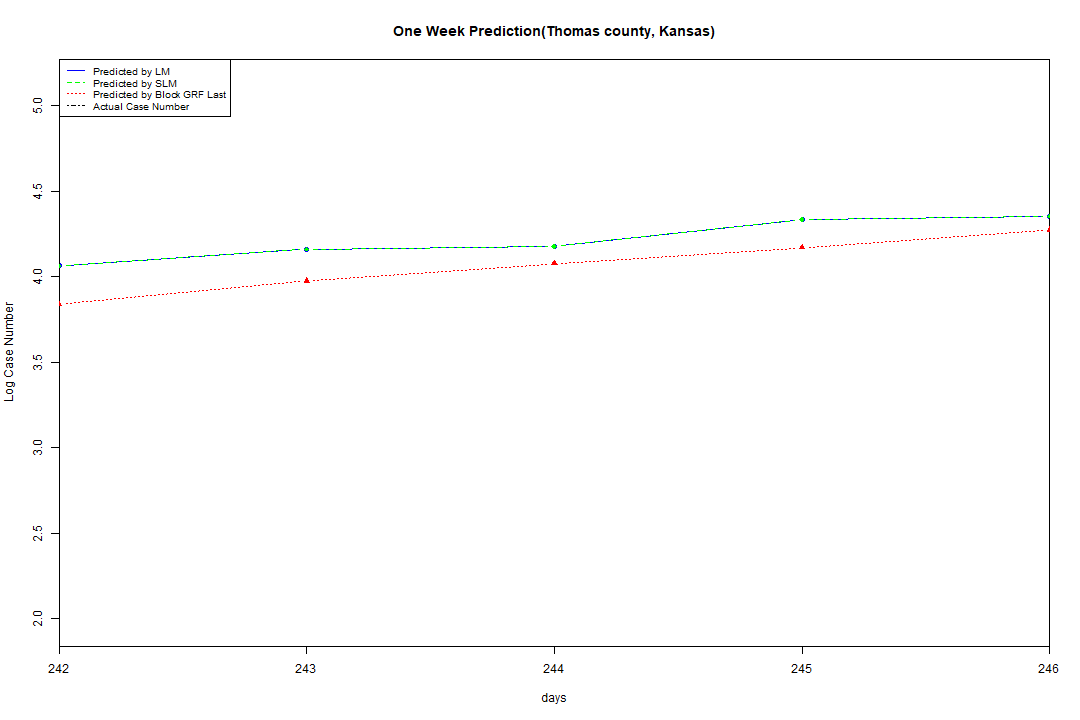 One Week Prediction(Thomas county, Kansas)
Predicted by LM
Predicted by SLM
Predicted by Block GRF Last
Actual Case Number
5.0
4.5
4.0
3.5
3.0
2.5
2.0
Log Case Number
242 243 244 245 246
days